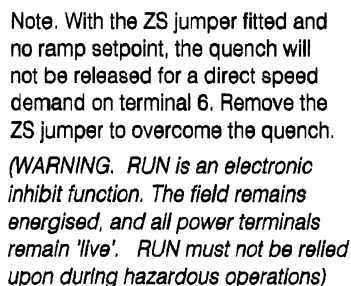 Note. With the ZS jumper fitted and
no ramp setpoint, the quench will
not be released for a direct speed
demand on terminal 6. Remove the
ZS jumper to overcome the quench.
(WARNING. RUN is an electronic
inhibit function. The field remains
energised, and all power terminals
remain 'live'. RUN must not be relied
upon during hazardous operations)